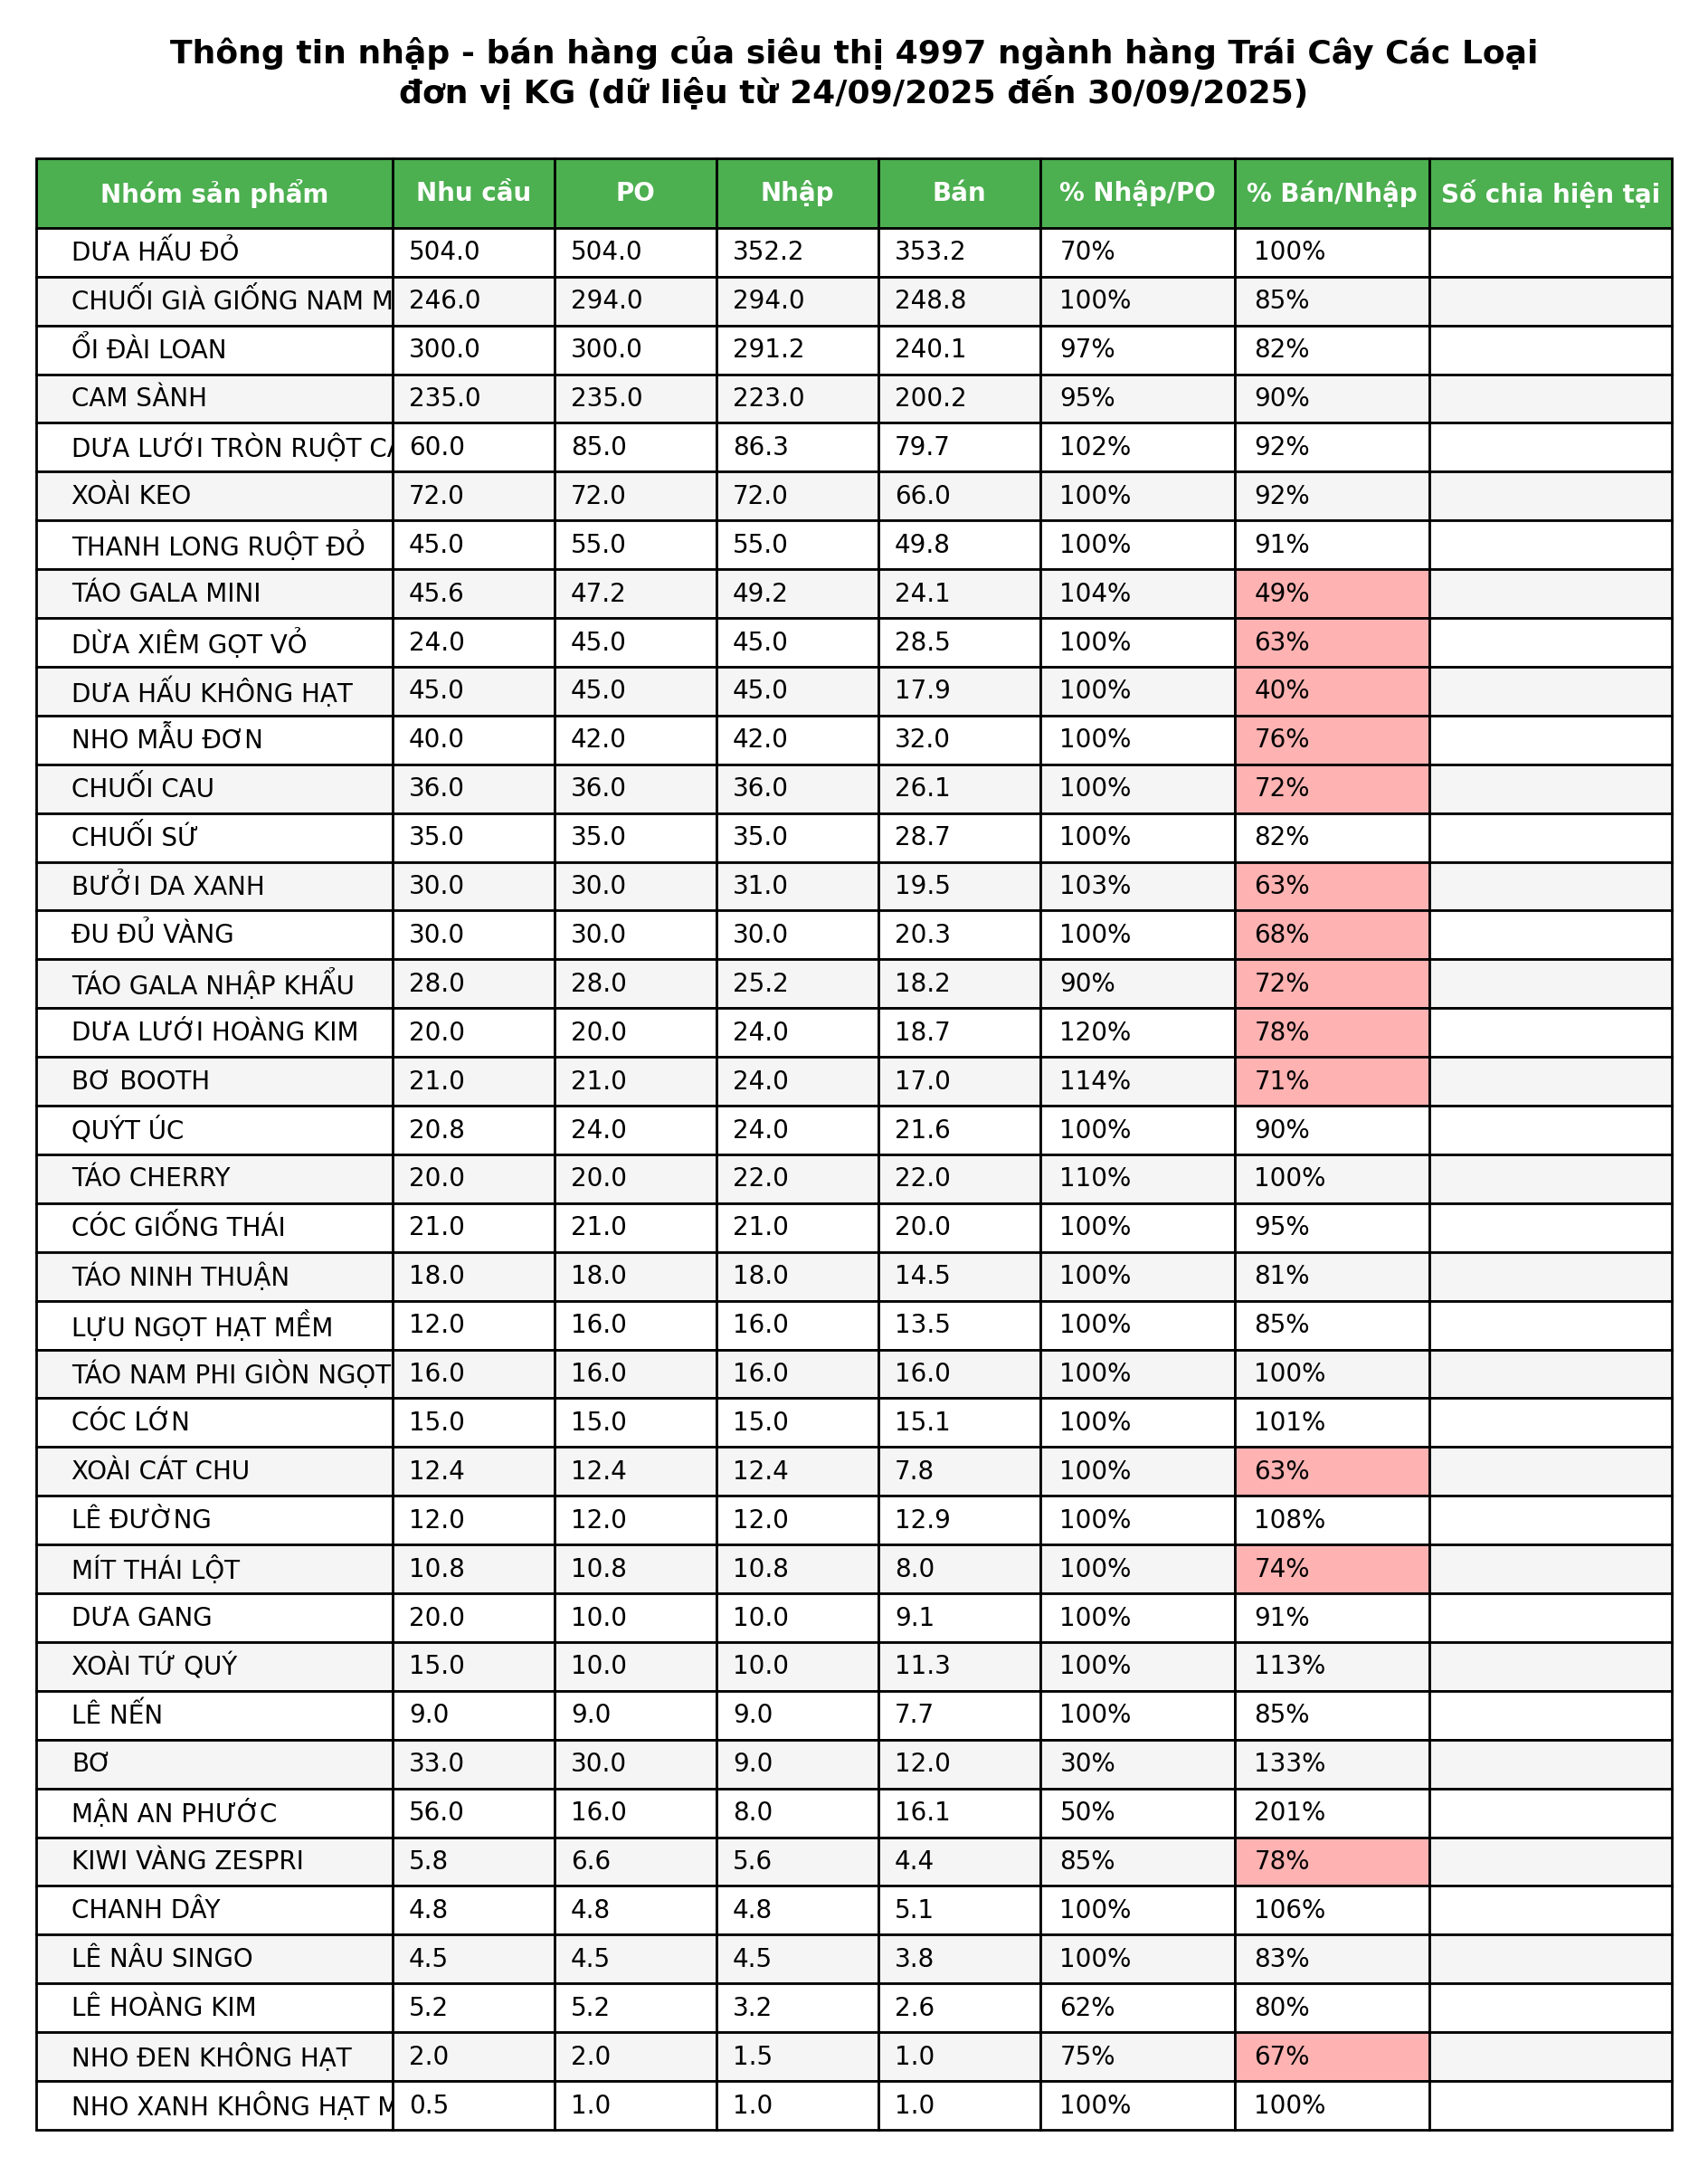 Thông tin nhập - bán hàng của siêu thị 4997 ngành hàng Trái Cây Các Loại
đơn vị KG (dữ liệu từ 24/09/2025 đến 30/09/2025)
Nhóm sản phẩm Nhu cầu PO Nhập Bán % Nhập/PO % Bán/Nhập Số chia hiện tại
DƯA HẤU ĐỎ 504.0 504.0 352.2 353.2 70% 100%
CHUỐI GIÀ GIỐNG NAM M 246.0 294.0 294.0 248.8 100% 85%
ỔI ĐÀI LOAN 300.0 300.0 291.2 240.1 97% 82%
CAM SÀNH 235.0 235.0 223.0 200.2 95% 90%
DƯA LƯỚI TRÒN RUỘT CA 60.0 85.0 86.3 79.7 102% 92%
XOÀI KEO 72.0 72.0 72.0 66.0 100% 92%
THANH LONG RUỘT ĐỎ 45.0 55.0 55.0 49.8 100% 91%
TÁO GALA MINI 45.6 47.2 49.2 24.1 104% 49%
DỪA XIÊM GỌT VỎ 24.0 45.0 45.0 28.5 100% 63%
DƯA HẤU KHÔNG HẠT 45.0 45.0 45.0 17.9 100% 40%
NHO MẪU ĐƠN 40.0 42.0 42.0 32.0 100% 76%
CHUỐI CAU 36.0 36.0 36.0 26.1 100% 72%
CHUỐI SỨ 35.0 35.0 35.0 28.7 100% 82%
BƯỞI DA XANH 30.0 30.0 31.0 19.5 103% 63%
ĐU ĐỦ VÀNG 30.0 30.0 30.0 20.3 100% 68%
TÁO GALA NHẬP KHẨU 28.0 28.0 25.2 18.2 90% 72%
DƯA LƯỚI HOÀNG KIM 20.0 20.0 24.0 18.7 120% 78%
BƠ BOOTH 21.0 21.0 24.0 17.0 114% 71%
QUÝT ÚC 20.8 24.0 24.0 21.6 100% 90%
TÁO CHERRY 20.0 20.0 22.0 22.0 110% 100%
CÓC GIỐNG THÁI 21.0 21.0 21.0 20.0 100% 95%
TÁO NINH THUẬN 18.0 18.0 18.0 14.5 100% 81%
LỰU NGỌT HẠT MỀM 12.0 16.0 16.0 13.5 100% 85%
TÁO NAM PHI GIÒN NGỌT 16.0 16.0 16.0 16.0 100% 100%
CÓC LỚN 15.0 15.0 15.0 15.1 100% 101%
XOÀI CÁT CHU 12.4 12.4 12.4 7.8 100% 63%
LÊ ĐƯỜNG 12.0 12.0 12.0 12.9 100% 108%
MÍT THÁI LỘT 10.8 10.8 10.8 8.0 100% 74%
DƯA GANG 20.0 10.0 10.0 9.1 100% 91%
XOÀI TỨ QUÝ 15.0 10.0 10.0 11.3 100% 113%
LÊ NẾN 9.0 9.0 9.0 7.7 100% 85%
BƠ 33.0 30.0 9.0 12.0 30% 133%
MẬN AN PHƯỚC 56.0 16.0 8.0 16.1 50% 201%
KIWI VÀNG ZESPRI 5.8 6.6 5.6 4.4 85% 78%
CHANH DÂY 4.8 4.8 4.8 5.1 100% 106%
LÊ NÂU SINGO 4.5 4.5 4.5 3.8 100% 83%
LÊ HOÀNG KIM 5.2 5.2 3.2 2.6 62% 80%
NHO ĐEN KHÔNG HẠT 2.0 2.0 1.5 1.0 75% 67%
NHO XANH KHÔNG HẠT M 0.5 1.0 1.0 1.0 100% 100%